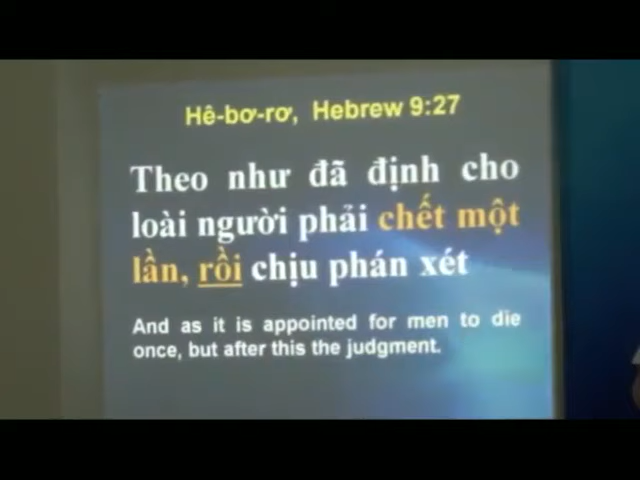 Hê-bơ-rơ, Hebrew 9:27
Theo như đã định cho
loài người phải chết một
lần, rồi chịu phán xét
And as it is appointed for men to die
once, but after this the judgment.